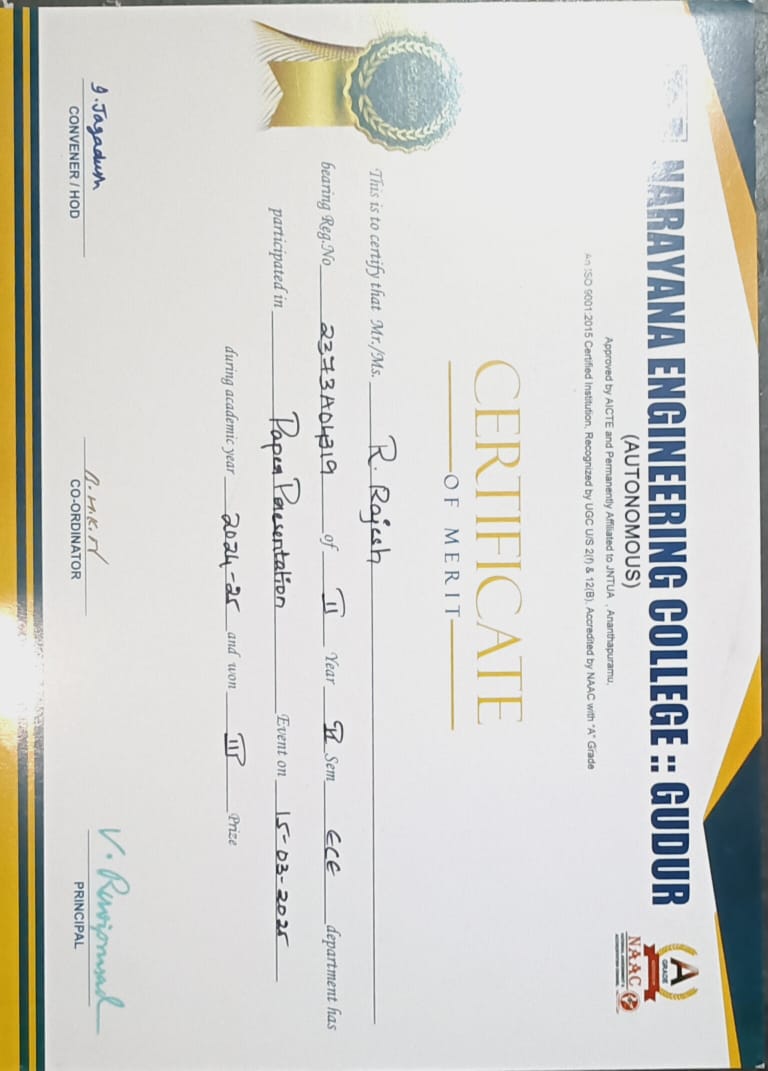 NARAYANA ENGINEERING COLLEGE :: GUDUR
(AUTONOMOUS)
Approved by AICTE and Permanently Affiliated to JNTUA , Ananthapuramu,
An ISO 9001:2015 Certified Institution, Recognized by UGC U/S 2(f) & 12(B), Accredited by NAAC with "A" Grade
A
GRADE
NAAC
CERTIFICATE
OF MERIT
NEC GUDUR
This is to certify that Mr./Ms. R. Rajesh
bearing Reg.No 2373A04319 of II Year II Sem ECE department has
participated in Paper Presentation Event on 15-03-2025
during academic year 2024-25 and won III Prize
J. Jagadush
B.H.K.N
V. Raviprasad
CONVENER / HOD
CO-ORDINATOR
PRINCIPAL